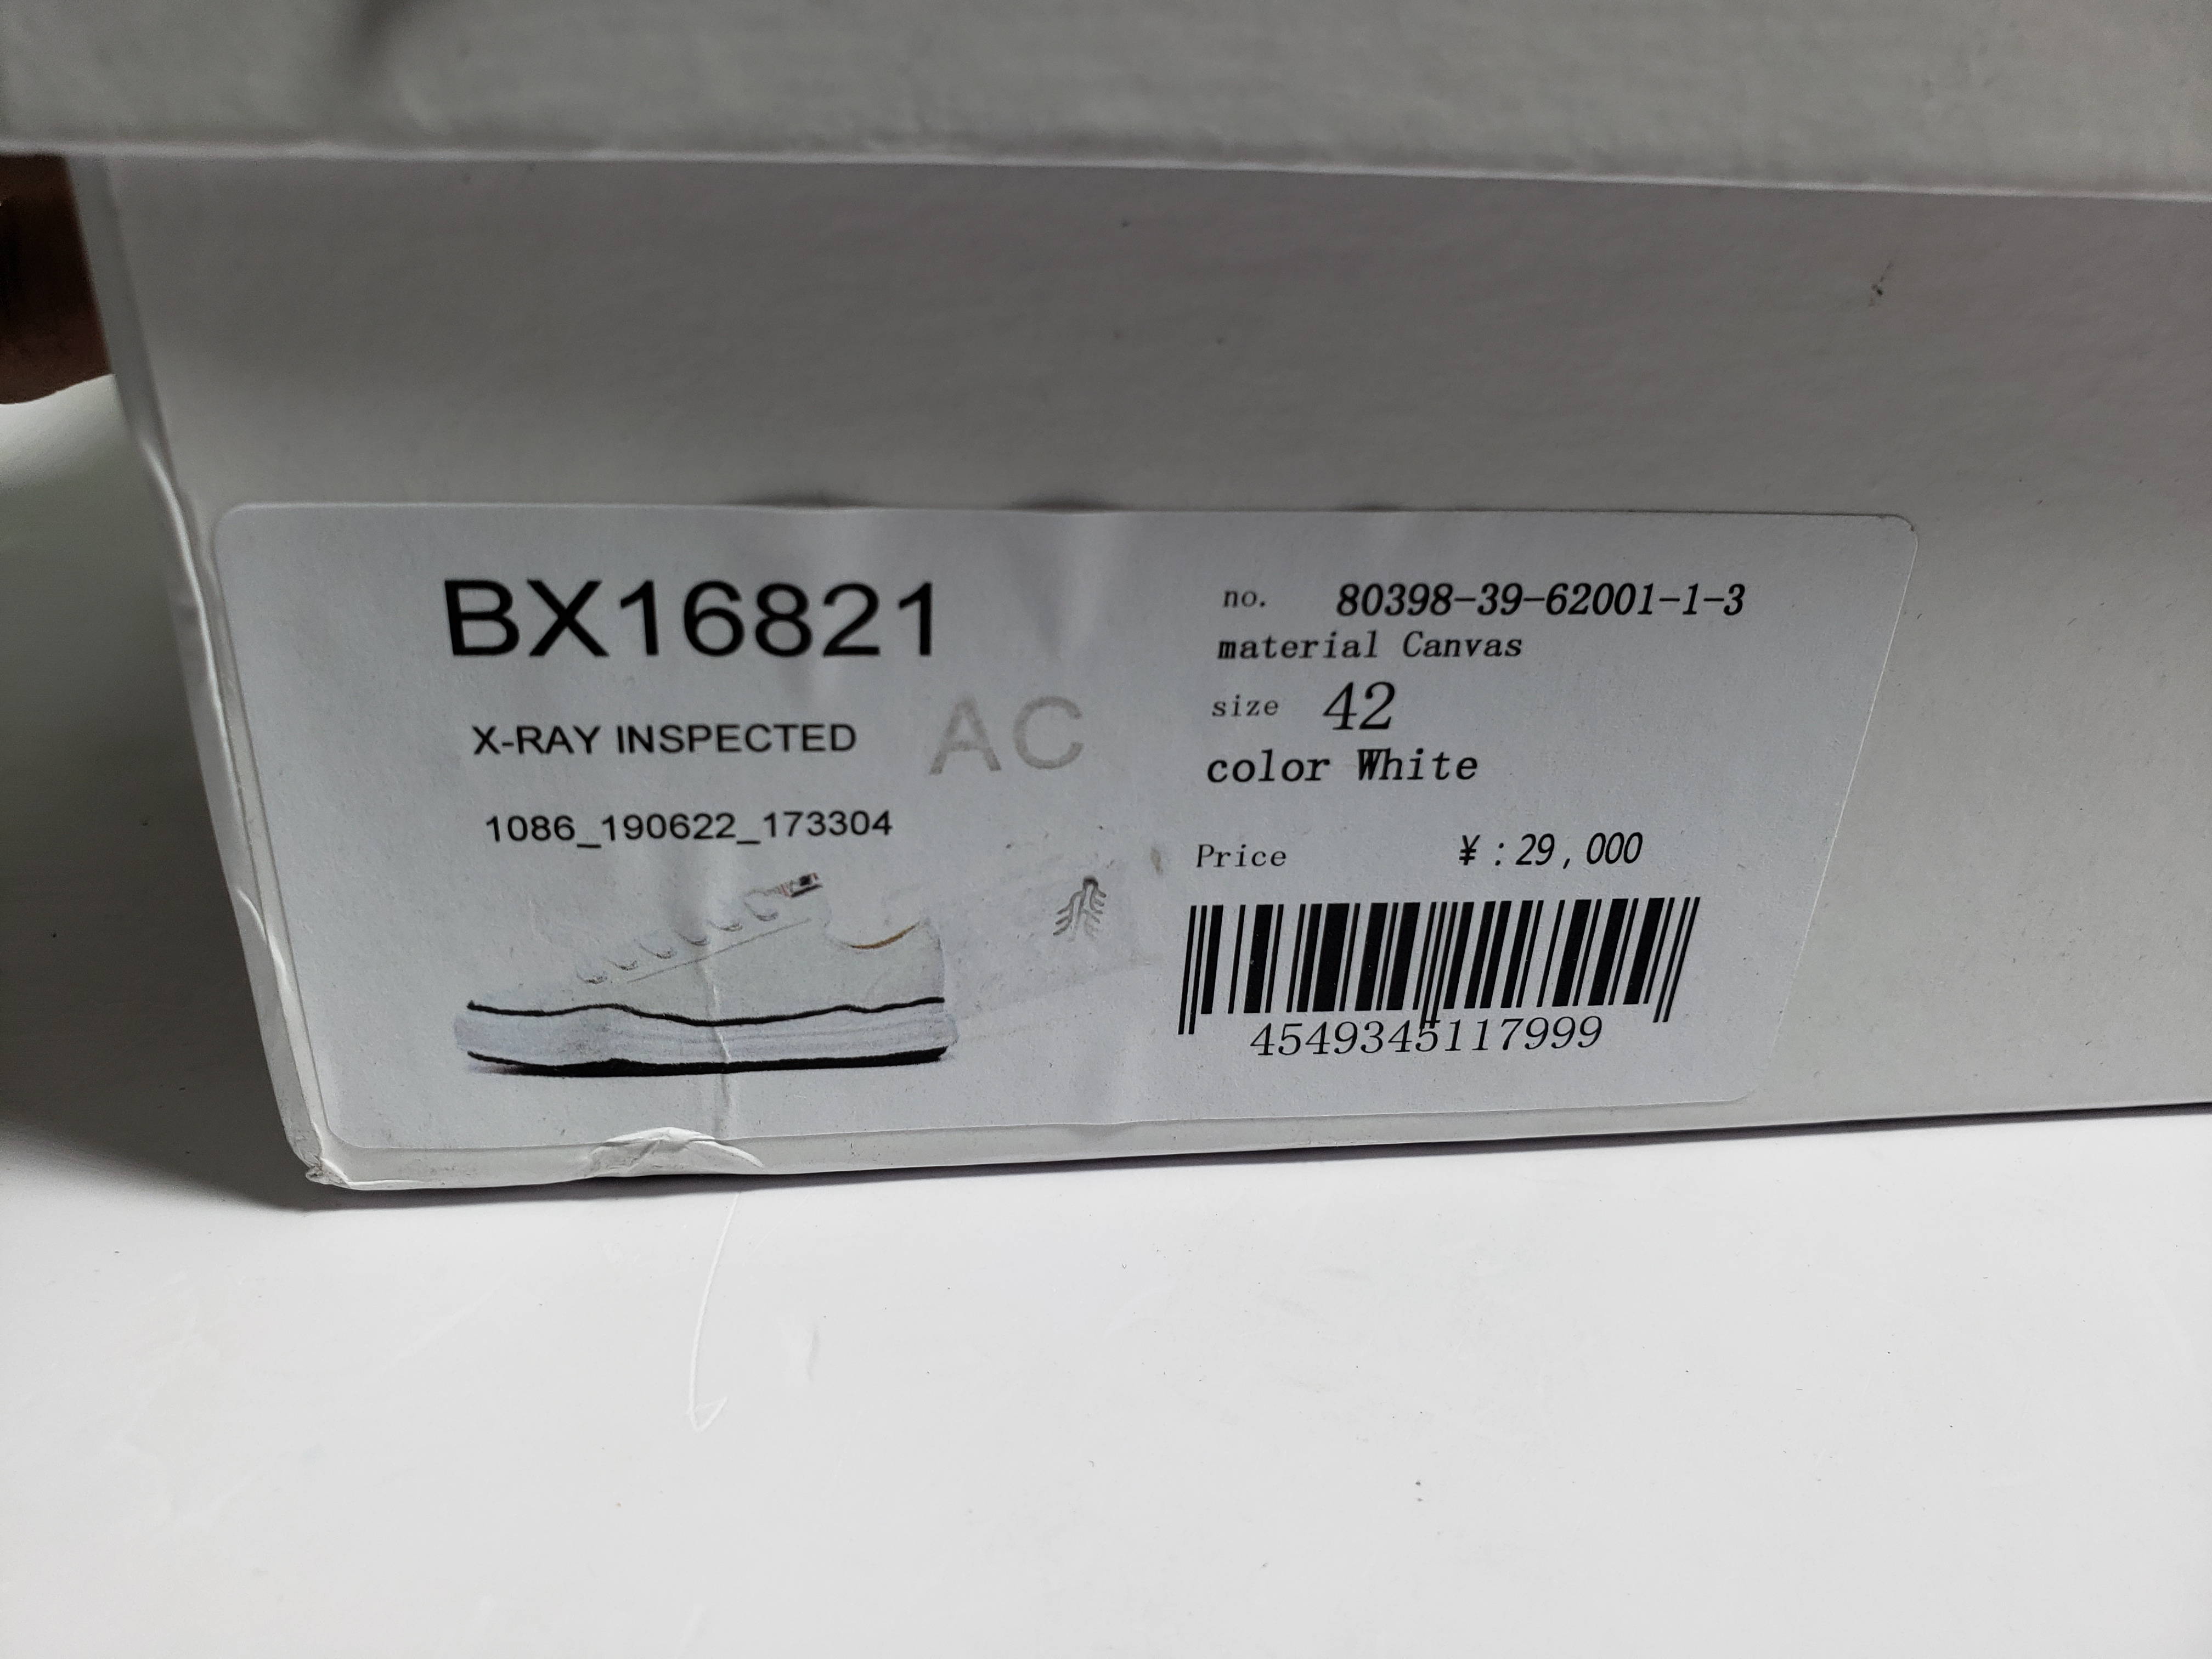 BX16821
X-RAY INSPECTED
AC
1086_190622_173304
no. 80398-39-62001-1-3
material Canvas
size 42
color White
Price ¥:29,000
4549345117999